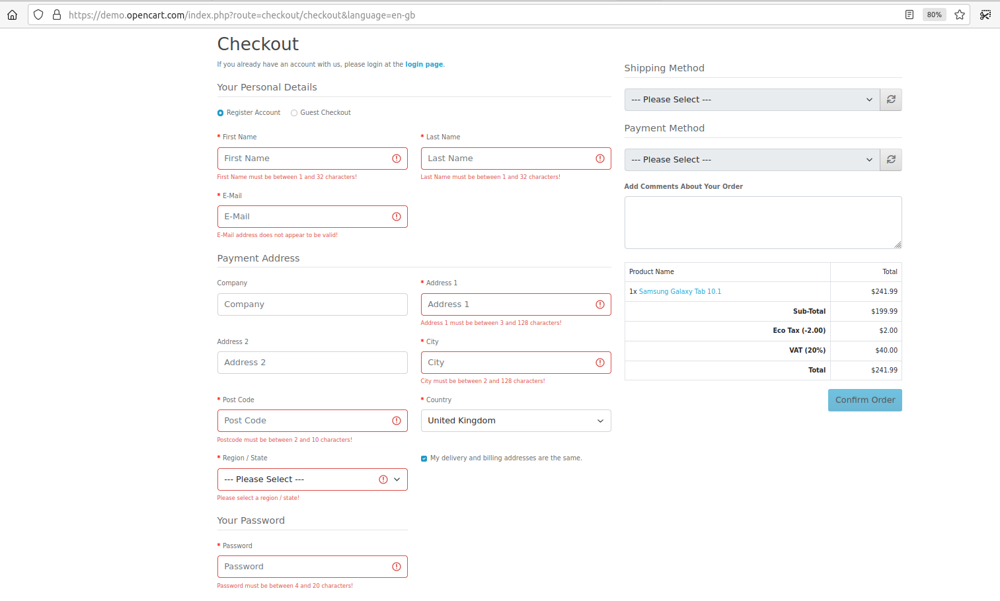 https://demo.opencart.com/index.php?route=checkout/checkout&language=en-gb
80%
Checkout
If you already have an account with us, please login at the login page.
Your Personal Details
Register Account
Guest Checkout
* First Name
* Last Name
First Name
Last Name
First Name must be between 1 and 32 characters!
Last Name must be between 1 and 32 characters!
* E-Mail
E-Mail
E-Mail address does not appear to be valid!
Payment Address
Company
* Address 1
Company
Address 1
Address 1 must be between 3 and 128 characters!
Address 2
* City
Address 2
City
City must be between 2 and 128 characters!
* Post Code
* Country
Post Code
United Kingdom
Postcode must be between 2 and 10 characters!
* Region / State
My delivery and billing addresses are the same.
--- Please Select ---
Please select a region / state!
Your Password
* Password
Password
Password must be between 4 and 20 characters!
Shipping Method
--- Please Select ---
Payment Method
--- Please Select ---
Add Comments About Your Order
Product Name Total
1x Samsung Galaxy Tab 10.1 $241.99
Sub-Total $199.99
Eco Tax (-2.00) $2.00
VAT (20%) $40.00
Total $241.99
Confirm Order